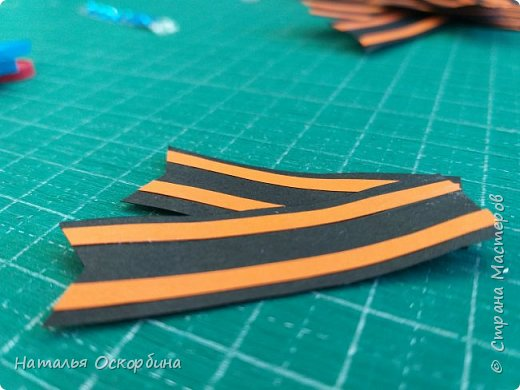 © Страна Мастеров
Наталья Оскорбина